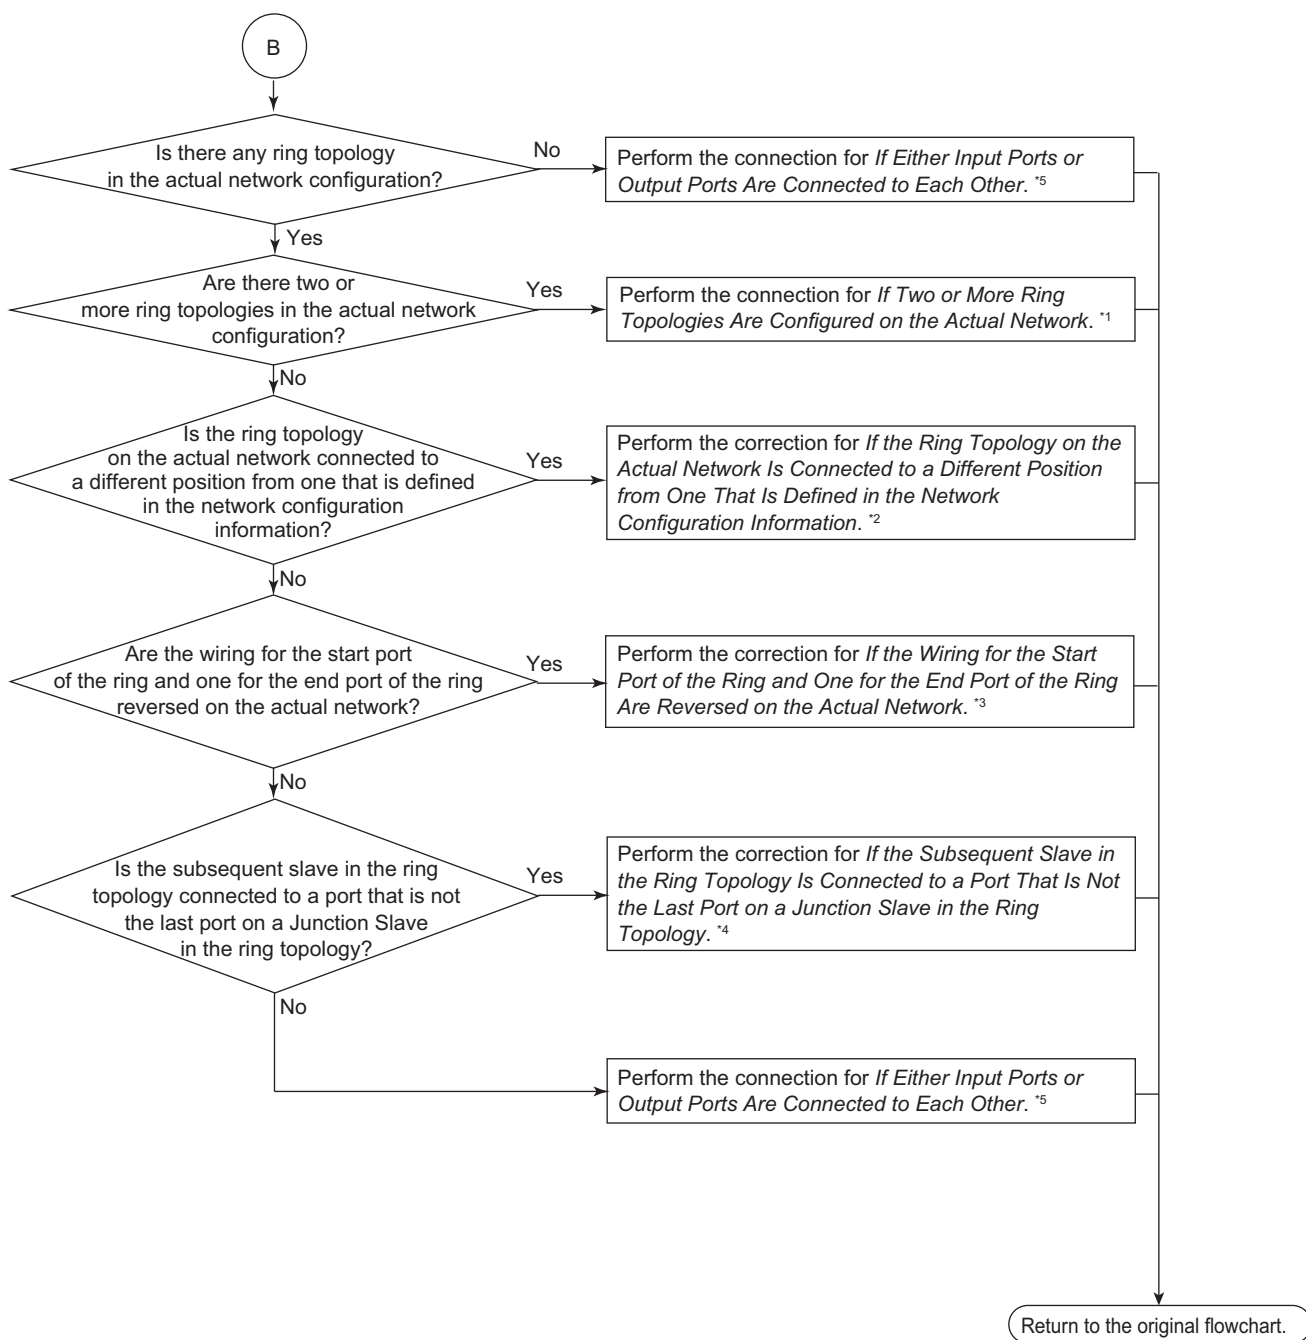 B
Is there any ring topology
in the actual network configuration?
No
Perform the connection for If Either Input Ports or
Output Ports Are Connected to Each Other. *5
Yes
Are there two or
more ring topologies in the actual network
configuration?
Yes
Perform the connection for If Two or More Ring
Topologies Are Configured on the Actual Network. *1
No
Is the ring topology
on the actual network connected to
a different position from one that is defined
in the network configuration
information?
Yes
Perform the correction for If the Ring Topology on the
Actual Network Is Connected to a Different Position
from One That Is Defined in the Network
Configuration Information. *2
No
Are the wiring for the start port
of the ring and one for the end port of the ring
reversed on the actual network?
Yes
Perform the correction for If the Wiring for the Start
Port of the Ring and One for the End Port of the Ring
Are Reversed on the Actual Network. *3
No
Is the subsequent slave in the ring
topology connected to a port that is not
the last port on a Junction Slave
in the ring topology?
Yes
Perform the correction for If the Subsequent Slave in
the Ring Topology Is Connected to a Port That Is Not
the Last Port on a Junction Slave in the Ring
Topology. *4
No
Perform the connection for If Either Input Ports or
Output Ports Are Connected to Each Other. *5
Return to the original flowchart.